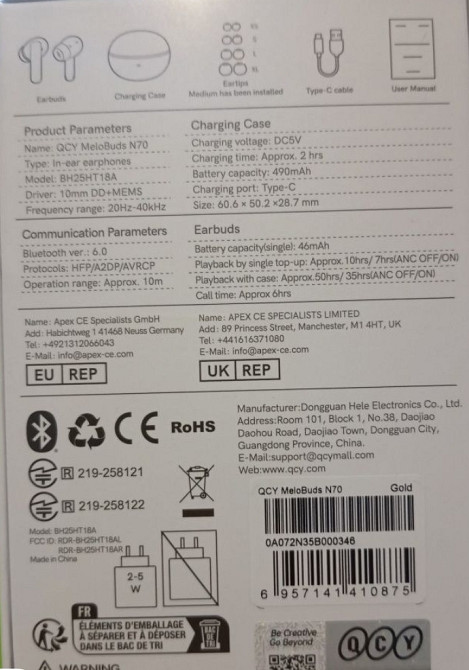 Earbuds
Charging Case
XS
S
L
XL
Eartips
Medium has been installed
Type-C cable
User Manual
Product Parameters
Name: QCY MeloBuds N70
Type: In-ear earphones
Model: BH25HT18A
Driver: 10mm DD+MEMS
Frequency range: 20Hz-40kHz
Charging Case
Charging voltage: DC5V
Charging time: Approx. 2 hrs
Battery capacity: 490mAh
Charging port: Type-C
Size: 60.6 × 50.2 ×28.7 mm
Communication Parameters
Bluetooth ver.: 6.0
Protocols: HFP/A2DP/AVRCP
Operation range: Approx. 10m
Earbuds
Battery capacity(single): 46mAh
Playback by single top-up: Approx. 10hrs/ 7hrs(ANC OFF/ON)
Playback with case: Approx. 50hrs/ 35hrs(ANC OFF/ON)
Call time: Approx 6hrs
Name: Apex CE Specialists GmbH
Add: Habichtweg 1 41468 Neuss Germany
Tel: +4921312066043
E-Mail: info@apex-ce.com
EU REP
Name: APEX CE SPECIALISTS LIMITED
Add: 89 Princess Street, Manchester, M1 4HT, UK
Tel: +441616371080
E-Mail: info@apex-ce.com
UK REP
CE RoHS
R 219-258121
R 219-258122
Model: BH25HT18A
FCC ID: RDR-BH25HT18AL
RDR-BH25HT18AR
Made in China
2-5
W
Manufacturer:Dongguan Hele Electronics Co., Ltd.
Address:Room 101, Block 1, No.38, Daojiao
Daohou Road, Daojiao Town, Dongguan City,
Guangdong Province, China.
E-Mail:support@qcymall.com
Web:www.qcy.com
QCY MeloBuds N70 Gold
0A072N35B000346
6 957141 410875
FR
ÉLÉMENTS D'EMBALLAGE
À SÉPARER ET À DÉPOSER
DANS LE BAC DE TRI
BAC DE TRI
Be Creative
Go Beyond
QCY
WARNING